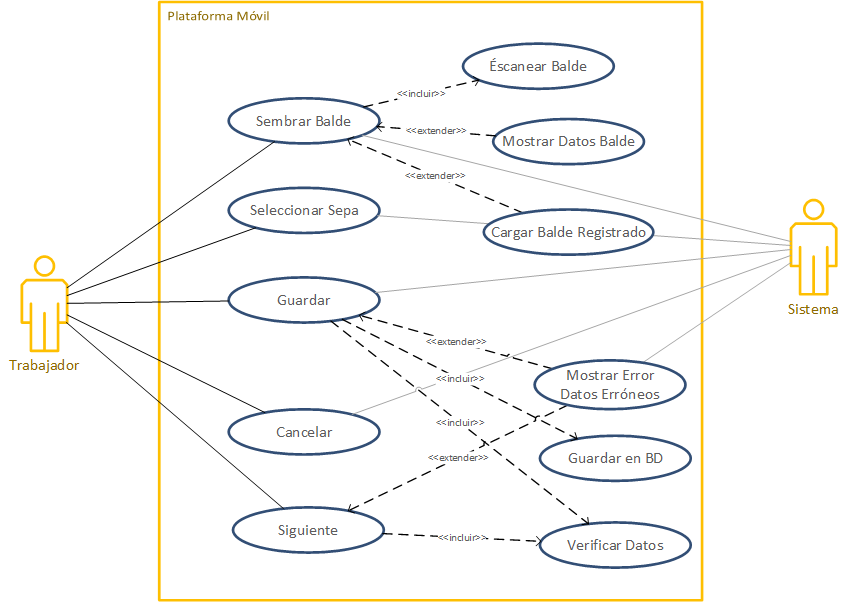 Plataforma Móvil
Éscanear Balde
<<incluir>>
Sembrar Balde
<<extender>>
Mostrar Datos Balde
<<extender>>
Seleccionar Sepa
Cargar Balde Registrado
Guardar
Sistema
<<extender>>
Trabajador
Mostrar Error
Datos Erróneos
<<incluir>>
<<incluir>>
Cancelar
<<extender>>
Guardar en BD
Siguiente
<<incluir>>
Verificar Datos